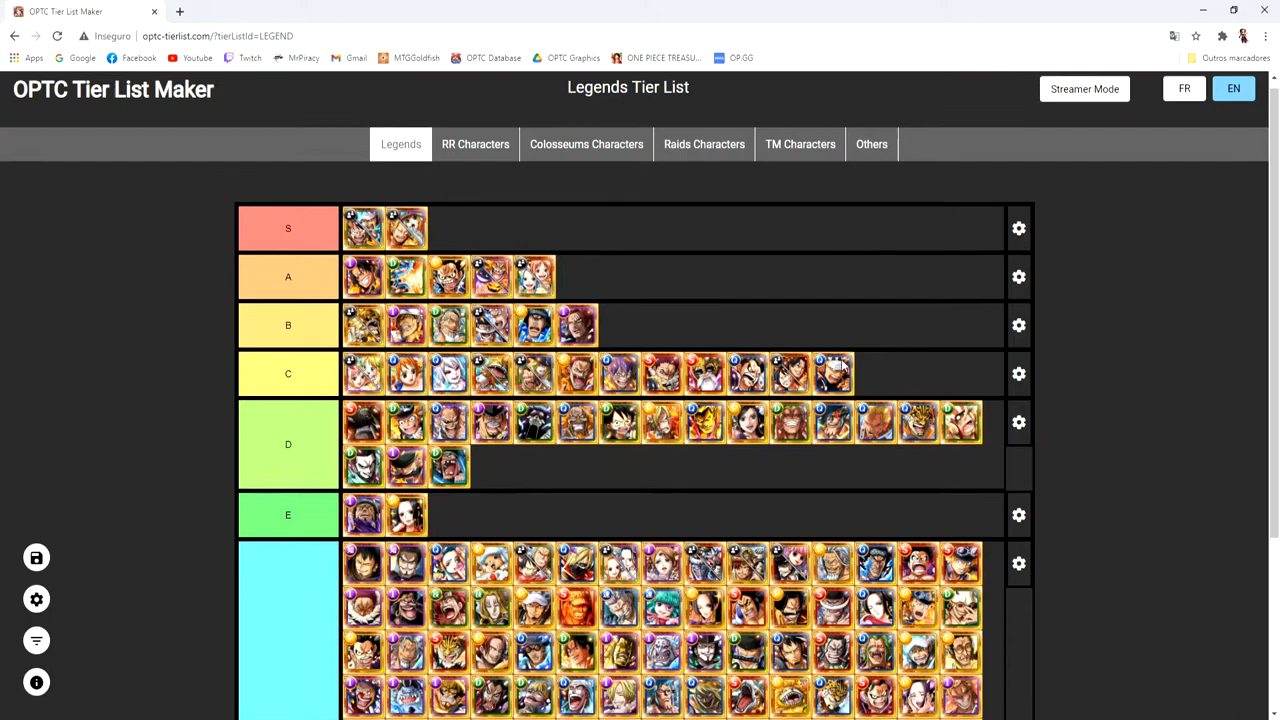 OPTC Tier List Maker
Inseguro optc-tierlist.com/?tierListId=LEGEND
Apps Google Facebook Youtube Twitch MrPiracy Gmail MTGGoldfish OPTC Database OPTC Graphics ONE PIECE TREASU... OP.GG Outros marcadores
OPTC Tier List Maker Legends Tier List Streamer Mode FR EN
Legends RR Characters Colosseums Characters Raids Characters TM Characters Others
S
A
B
C
D
E